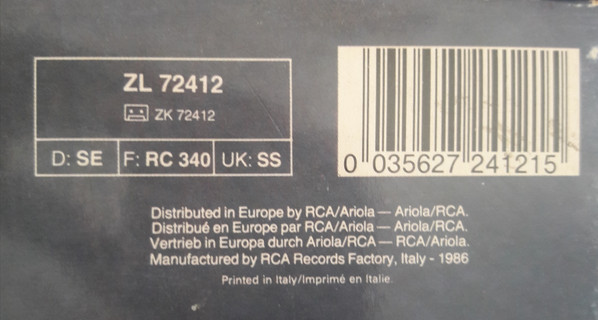 ZL 72412
ZK 72412
D: SE F: RC 340 UK: SS
0 035627 241215
Distributed in Europe by RCA/Ariola — Ariola/RCA.
Distribué en Europe par RCA/Ariola — Ariola/RCA.
Vertrieb in Europa durch Ariola/RCA — RCA/Ariola.
Manufactured by RCA Records Factory, Italy - 1986
Printed in Italy/Imprimé en Italie.